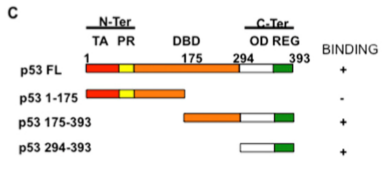 C
N-Ter C-Ter
TA PR DBD OD REG BINDING
1 175 294 393
p53 FL +
p53 1-175 -
p53 175-393 +
p53 294-393 +